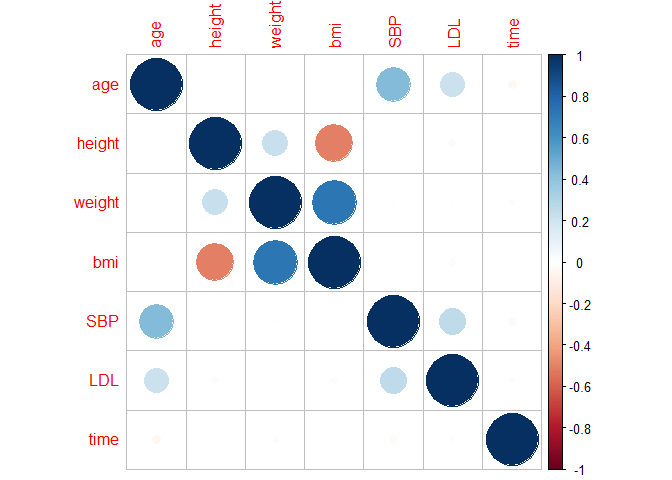 age height weight bmi SBP LDL time
age
height
weight
bmi
SBP
LDL
time
1
0.8
0.6
0.4
0.2
0
-0.2
-0.4
-0.6
-0.8
-1